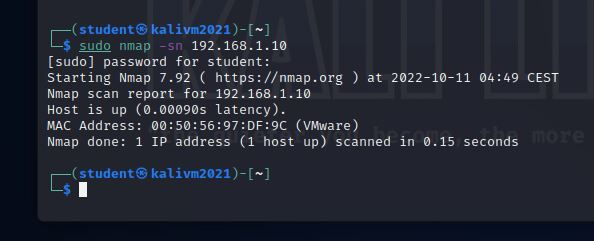 ┌──(student㉿kalivm2021)-[~]
└─$ sudo nmap -sn 192.168.1.10
[sudo] password for student:
Starting Nmap 7.92 ( https://nmap.org ) at 2022-10-11 04:49 CEST
Nmap scan report for 192.168.1.10
Host is up (0.00090s latency).
MAC Address: 00:50:56:97:DF:9C (VMware)
Nmap done: 1 IP address (1 host up) scanned in 0.15 seconds
┌──(student㉿kalivm2021)-[~]
└─$